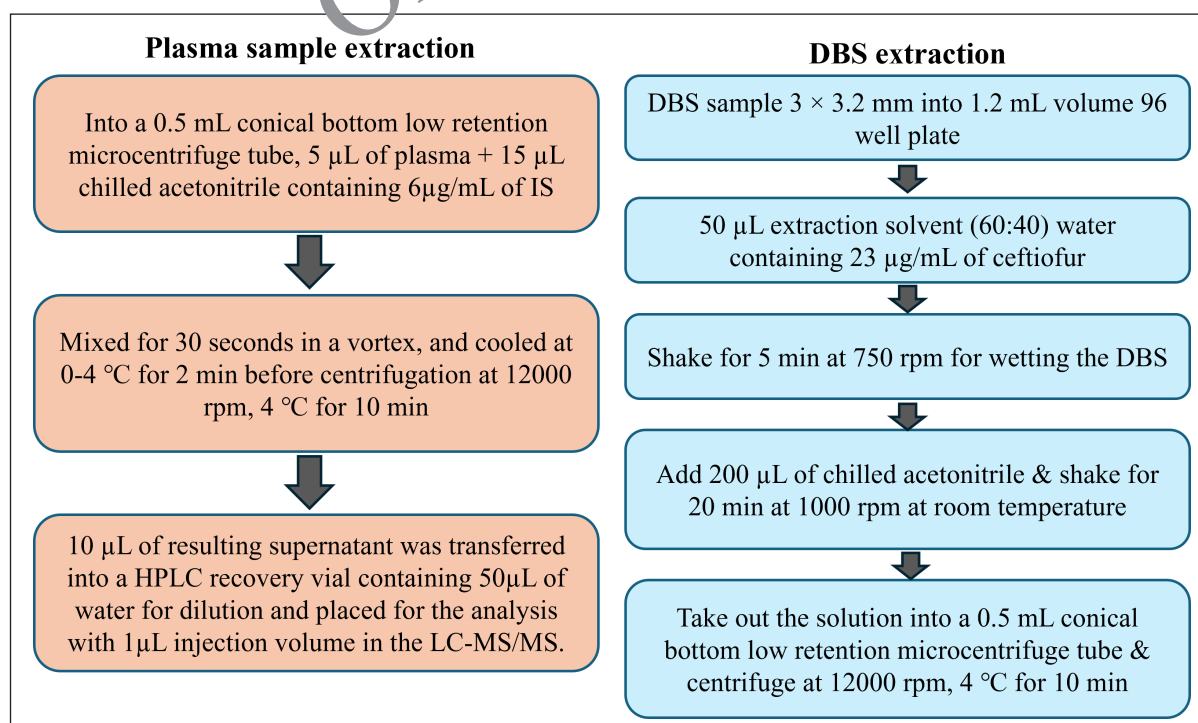 Plasma sample extraction
Into a 0.5 mL conical bottom low retention
microcentrifuge tube, 5 µL of plasma + 15 µL
chilled acetonitrile containing 6µg/mL of IS
Mixed for 30 seconds in a vortex, and cooled at
0-4 ℃ for 2 min before centrifugation at 12000
rpm, 4 ℃ for 10 min
10 µL of resulting supernatant was transferred
into a HPLC recovery vial containing 50µL of
water for dilution and placed for the analysis
with 1µL injection volume in the LC-MS/MS.
DBS extraction
DBS sample 3 × 3.2 mm into 1.2 mL volume 96
well plate
50 µL extraction solvent (60:40) water
containing 23 µg/mL of ceftiofur
Shake for 5 min at 750 rpm for wetting the DBS
Add 200 µL of chilled acetonitrile & shake for
20 min at 1000 rpm at room temperature
Take out the solution into a 0.5 mL conical
bottom low retention microcentrifuge tube &
centrifuge at 12000 rpm, 4 ℃ for 10 min